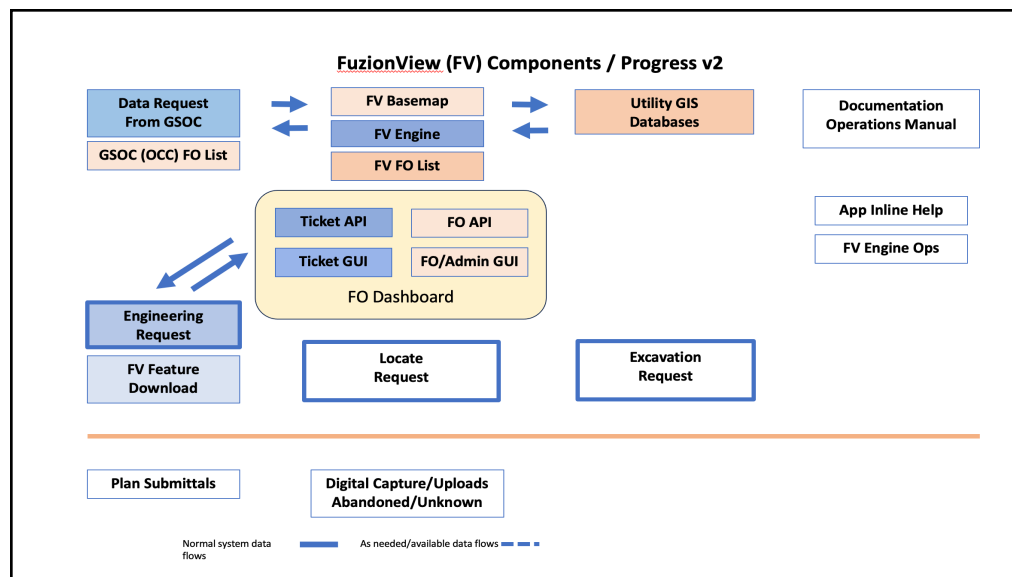 FuzionView (FV) Components / Progress v2
Data Request
From GSOC
GSOC (OCC) FO List
FV Basemap
FV Engine
FV FO List
Utility GIS
Databases
Documentation
Operations Manual
App Inline Help
FV Engine Ops
Ticket API
FO API
Ticket GUI
FO/Admin GUI
FO Dashboard
Engineering
Request
FV Feature
Download
Locate
Request
Excavation
Request
Plan Submittals
Digital Capture/Uploads
Abandoned/Unknown
Normal system data
flows
As needed/available data flows